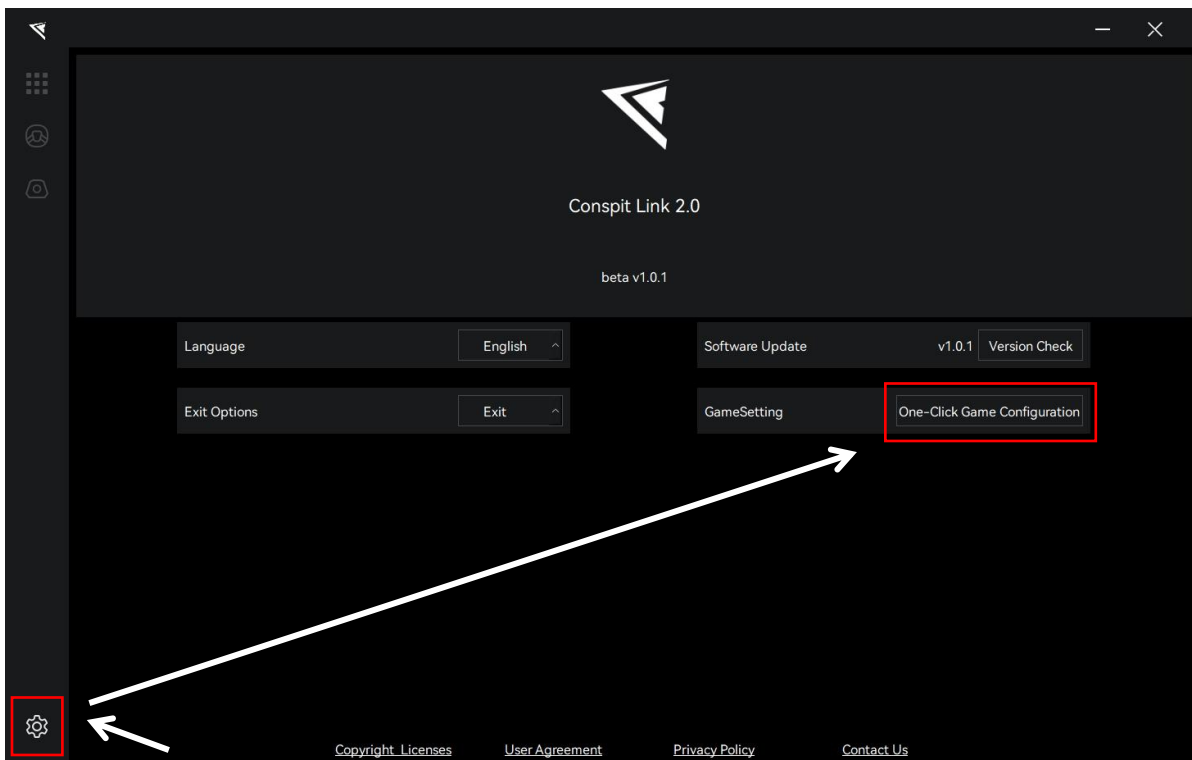 Conspit Link 2.0
beta v1.0.1
Language English Software Update v1.0.1 Version Check
Exit Options Exit GameSetting One-Click Game Configuration
Copyright Licenses User Agreement Privacy Policy Contact Us